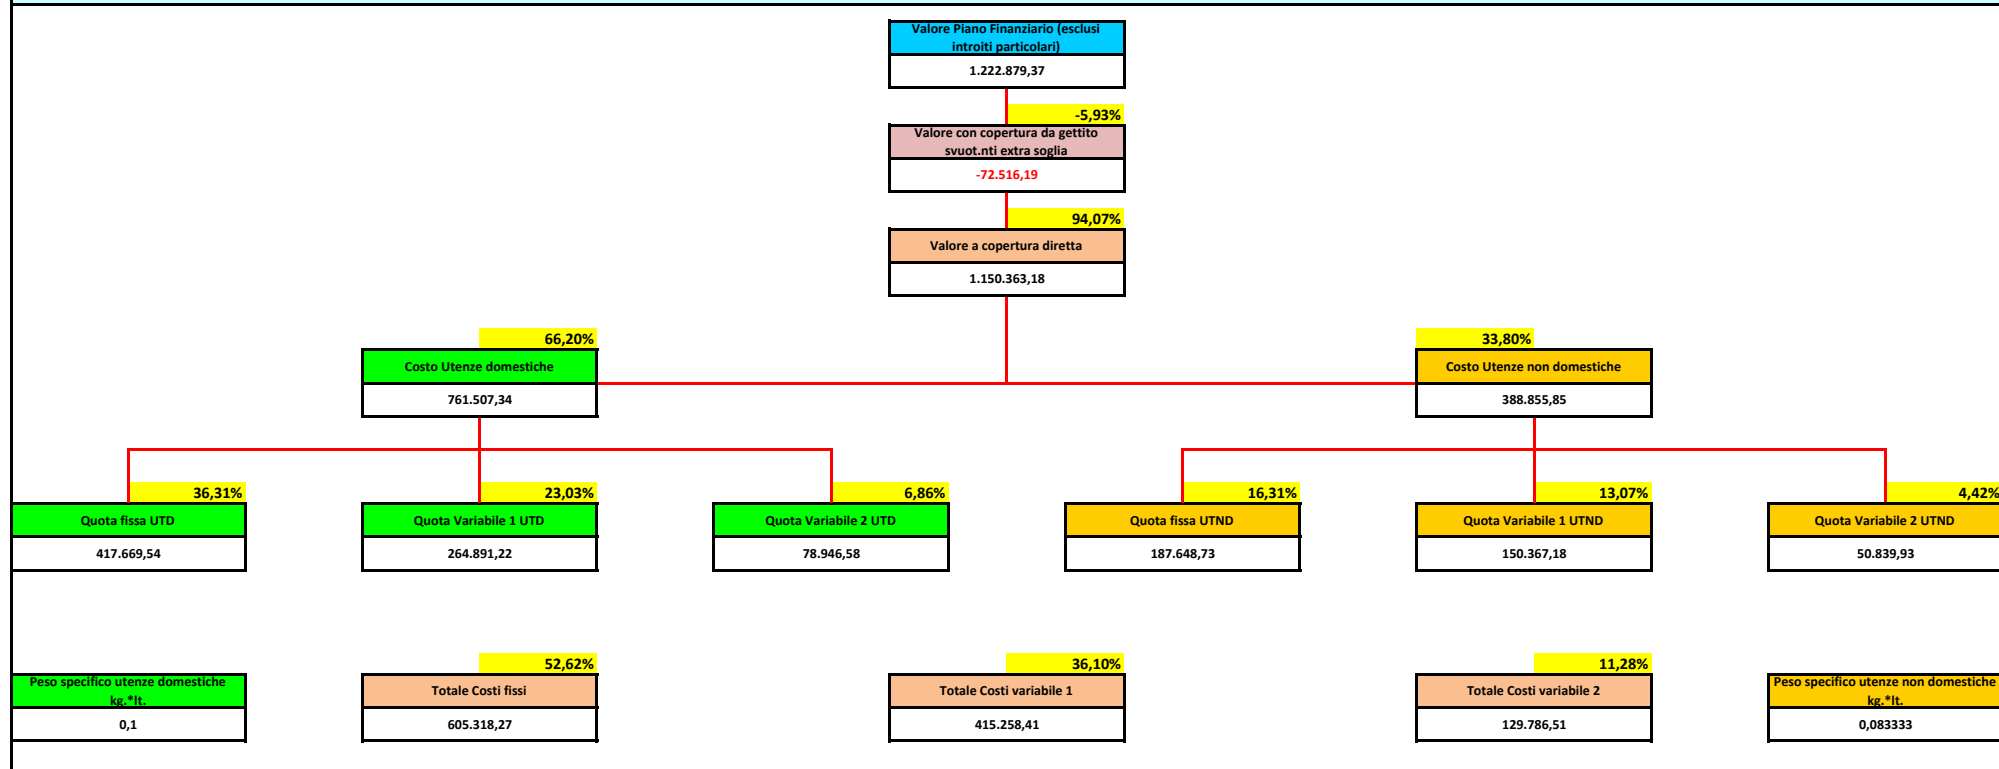 Valore Piano Finanziario (esclusi
introiti particolari)
1.222.879,37
-5,93%
Valore con copertura da gettito
svuot.nti extra soglia
-72.516,19
94,07%
Valore a copertura diretta
1.150.363,18
66,20%
33,80%
Costo Utenze domestiche
Costo Utenze non domestiche
761.507,34
388.855,85
36,31%
23,03%
6,86%
16,31%
13,07%
4,42%
Quota fissa UTD
Quota Variabile 1 UTD
Quota Variabile 2 UTD
Quota fissa UTND
Quota Variabile 1 UTND
Quota Variabile 2 UTND
417.669,54
264.891,22
78.946,58
187.648,73
150.367,18
50.839,93
52,62%
36,10%
11,28%
Peso specifico utenze domestiche
kg.*lt.
Totale Costi fissi
Totale Costi variabile 1
Totale Costi variabile 2
Peso specifico utenze non domestiche
kg.*lt.
0,1
605.318,27
415.258,41
129.786,51
0,083333